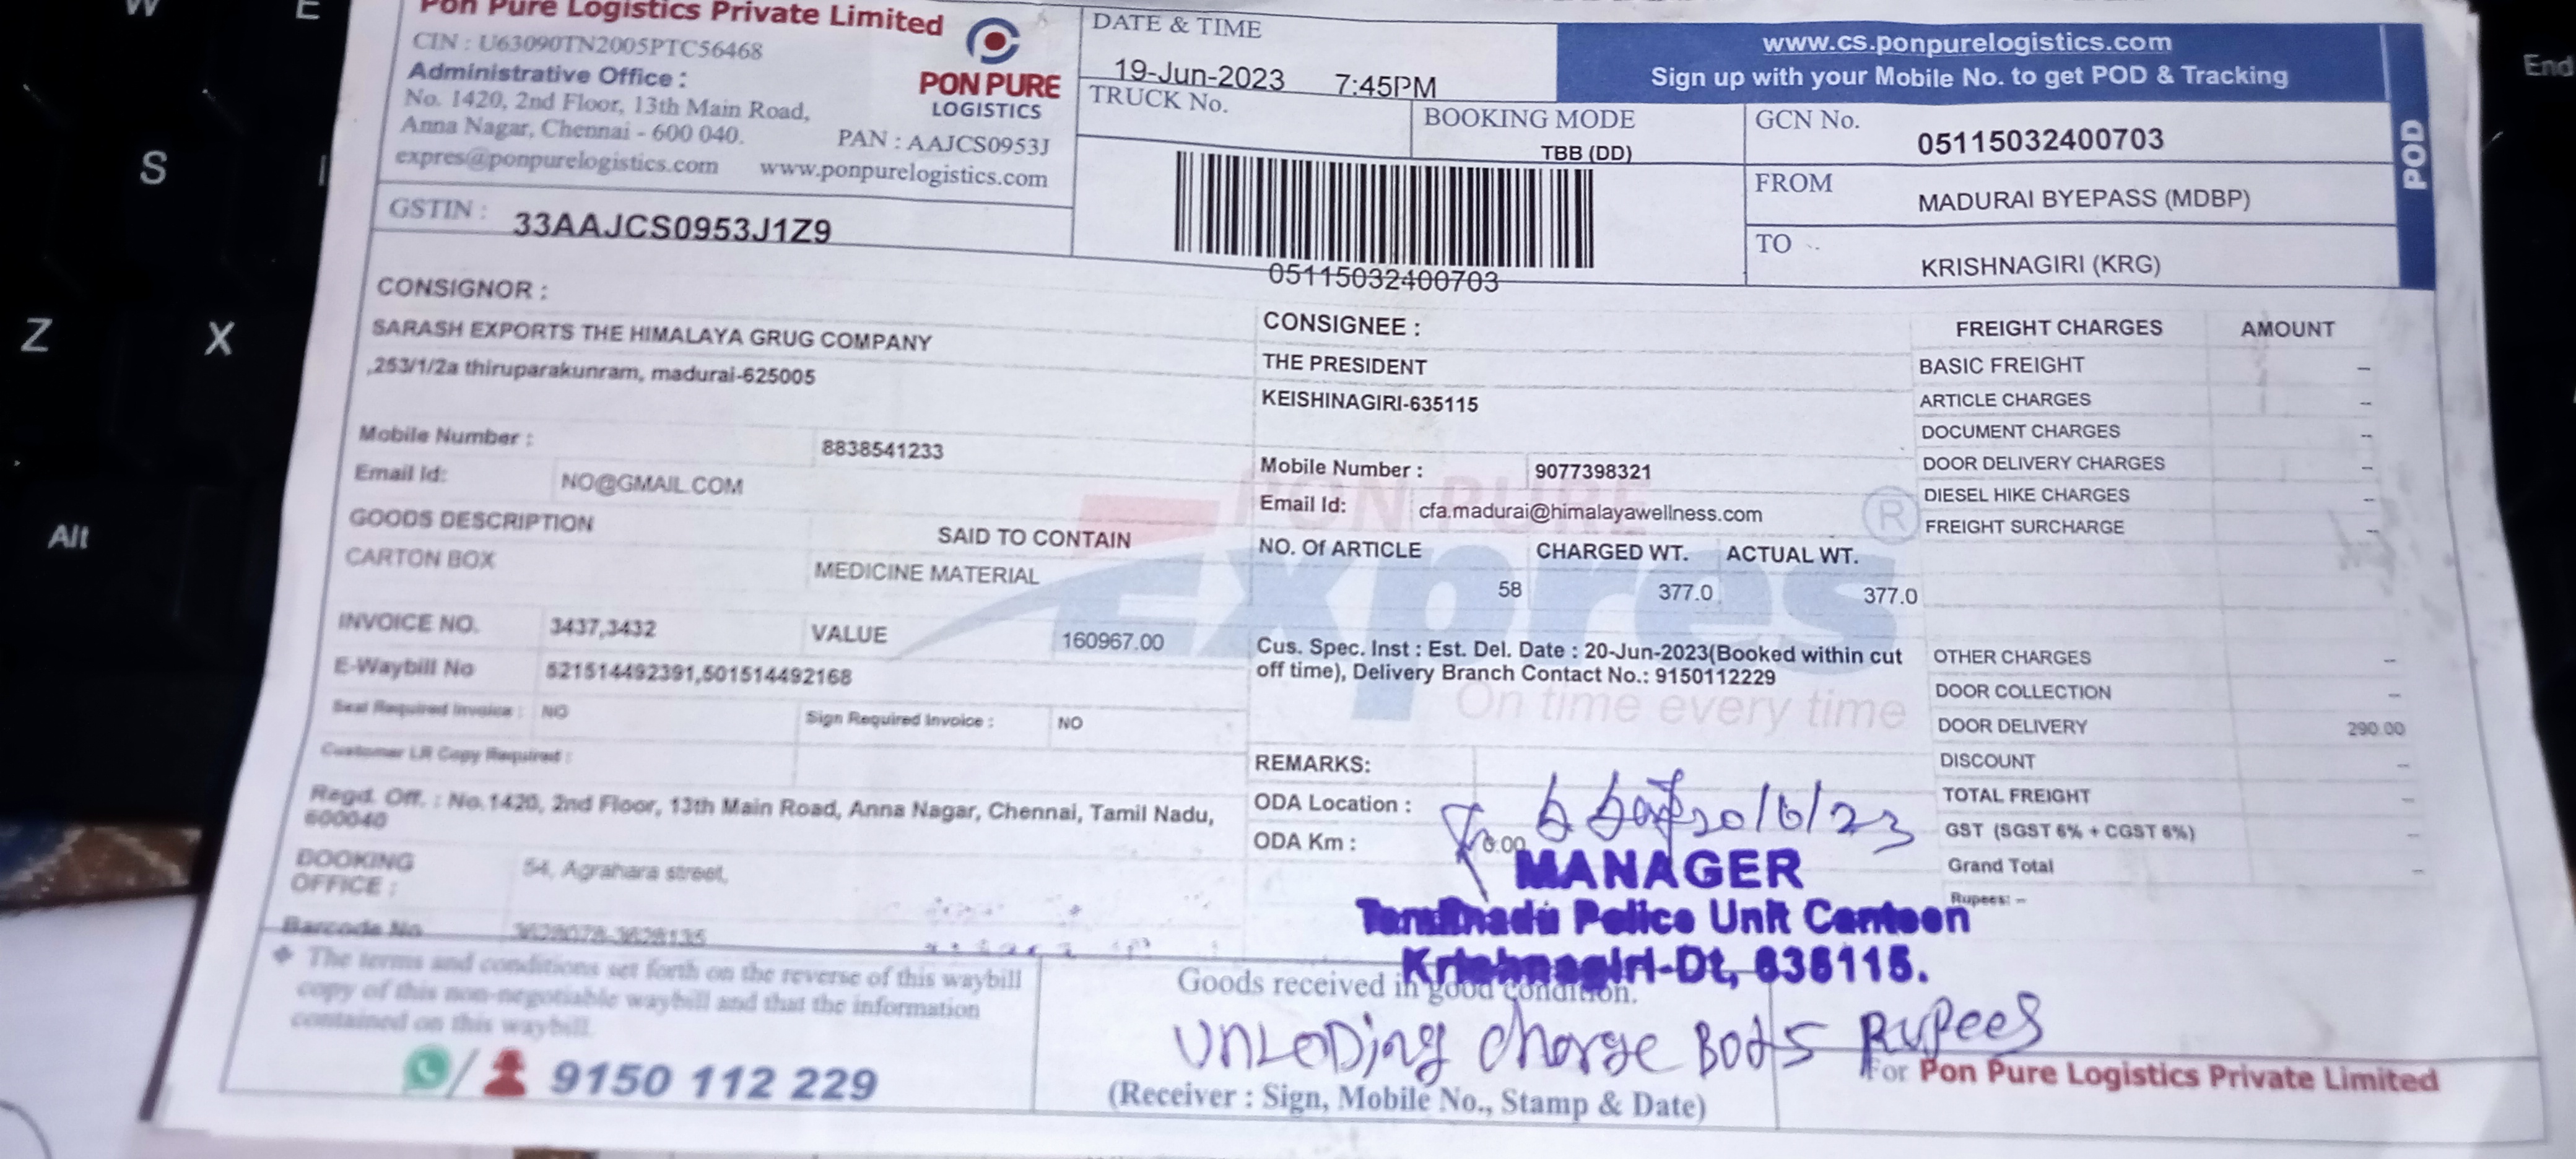 W E
S
Z X
Alt
End
Pon Pure Logistics Private Limited
CIN : U63090TN2005PTC56468
Administrative Office :
No. 1420, 2nd Floor, 13th Main Road,
Anna Nagar, Chennai - 600 040.
PAN : AAJCS0953J
expres@ponpurelogistics.com www.ponpurelogistics.com
PON PURE
LOGISTICS
GSTIN : 33AAJCS0953J1Z9
DATE & TIME
19-Jun-2023 7:45PM
TRUCK No.
BOOKING MODE
TBB (DD)
05115032400703
www.cs.ponpurelogistics.com
Sign up with your Mobile No. to get POD & Tracking
GCN No. 05115032400703
FROM MADURAI BYEPASS (MDBP)
TO KRISHNAGIRI (KRG)
POD
CONSIGNOR :
SARASH EXPORTS THE HIMALAYA GRUG COMPANY
,253/1/2a thiruparakunram, madurai-625005
Mobile Number : 8838541233
Email Id: NO@GMAIL.COM
GOODS DESCRIPTION SAID TO CONTAIN
CARTON BOX MEDICINE MATERIAL
INVOICE NO. 3437,3432 VALUE 160967.00
E-Waybill No 521514492391,501514492168
Seal Required Invoice : NO Sign Required Invoice : NO
Customer LR Copy Required :
Regd. Off. : No.1420, 2nd Floor, 13th Main Road, Anna Nagar, Chennai, Tamil Nadu,
600040
BOOKING
OFFICE : 54, Agrahara street,
Barcode No 3628078-3628135
CONSIGNEE :
THE PRESIDENT
KEISHINAGIRI-635115
Mobile Number : 9077398321
Email Id: cfa.madurai@himalayawellness.com
NO. Of ARTICLE CHARGED WT. ACTUAL WT.
58 377.0 377.0
PON PURE
Expres ®
On time every time
Cus. Spec. Inst : Est. Del. Date : 20-Jun-2023(Booked within cut
off time), Delivery Branch Contact No.: 9150112229
REMARKS:
ODA Location :
ODA Km : 0.00
20/6/23
MANAGER
Tamilnadu Police Unit Canteen
Krishnagiri-Dt, 635115.
FREIGHT CHARGES AMOUNT
BASIC FREIGHT --
ARTICLE CHARGES --
DOCUMENT CHARGES --
DOOR DELIVERY CHARGES --
DIESEL HIKE CHARGES --
FREIGHT SURCHARGE --
OTHER CHARGES --
DOOR COLLECTION --
DOOR DELIVERY 290.00
DISCOUNT --
TOTAL FREIGHT --
GST (SGST 6% + CGST 6%) --
Grand Total --
Rupees: --
❖ The terms and conditions set forth on the reverse of this waybill
copy of this non-negotiable waybill and that the information
contained on this waybill.
/ 9150 112 229
Goods received in good condition.
UNLODING charge Rupees
(Receiver : Sign, Mobile No., Stamp & Date)
For Pon Pure Logistics Private Limited